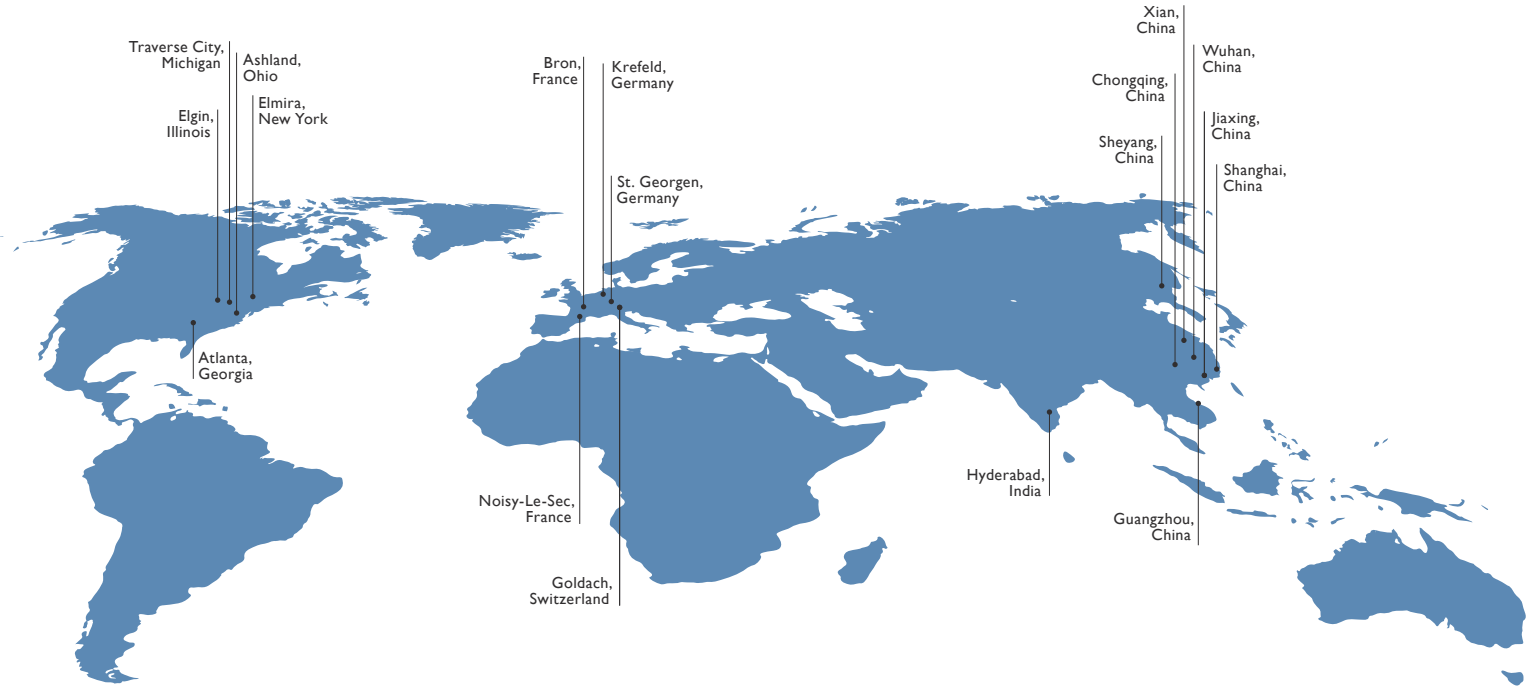 Traverse City,
Michigan
Ashland,
Ohio
Elgin,
Illinois
Elmira,
New York
Atlanta,
Georgia
Bron,
France
Krefeld,
Germany
St. Georgen,
Germany
Noisy-Le-Sec,
France
Goldach,
Switzerland
Xian,
China
Wuhan,
China
Chongqing,
China
Jiaxing,
China
Sheyang,
China
Shanghai,
China
Hyderabad,
India
Guangzhou,
China